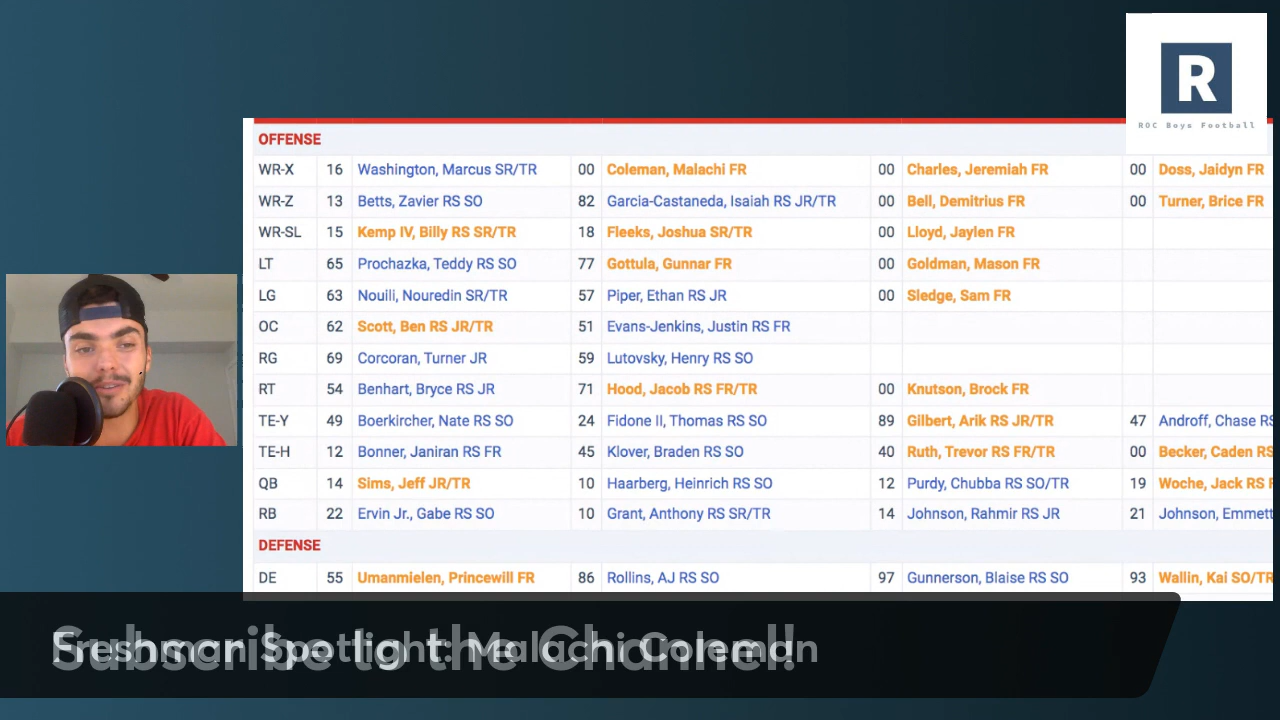 R
ROC Boys Football
OFFENSE
WR-X 16 Washington, Marcus SR/TR 00 Coleman, Malachi FR 00 Charles, Jeremiah FR 00 Doss, Jaidyn FR
WR-Z 13 Betts, Zavier RS SO 82 Garcia-Castaneda, Isaiah RS JR/TR 00 Bell, Demitrius FR 00 Turner, Brice FR
WR-SL 15 Kemp IV, Billy RS SR/TR 18 Fleeks, Joshua SR/TR 00 Lloyd, Jaylen FR
LT 65 Prochazka, Teddy RS SO 77 Gottula, Gunnar FR 00 Goldman, Mason FR
LG 63 Nouili, Nouredin SR/TR 57 Piper, Ethan RS JR 00 Sledge, Sam FR
OC 62 Scott, Ben RS JR/TR 51 Evans-Jenkins, Justin RS FR
RG 69 Corcoran, Turner JR 59 Lutovsky, Henry RS SO
RT 54 Benhart, Bryce RS JR 71 Hood, Jacob RS FR/TR 00 Knutson, Brock FR
TE-Y 49 Boerkircher, Nate RS SO 24 Fidone II, Thomas RS SO 89 Gilbert, Arik RS JR/TR 47 Androff, Chase RS
TE-H 12 Bonner, Janiran RS FR 45 Klover, Braden RS SO 40 Ruth, Trevor RS FR/TR 00 Becker, Caden RS
QB 14 Sims, Jeff JR/TR 10 Haarberg, Heinrich RS SO 12 Purdy, Chubba RS SO/TR 19 Woche, Jack RS F
RB 22 Ervin Jr., Gabe RS SO 10 Grant, Anthony RS SR/TR 14 Johnson, Rahmir RS JR 21 Johnson, Emmett
DEFENSE
DE 55 Umanmielen, Princewill FR 86 Rollins, AJ RS SO 97 Gunnerson, Blaise RS SO 93 Wallin, Kai SO/TR
Freshman Spotlight: Malachi Coleman
Subscribe to the Channel!